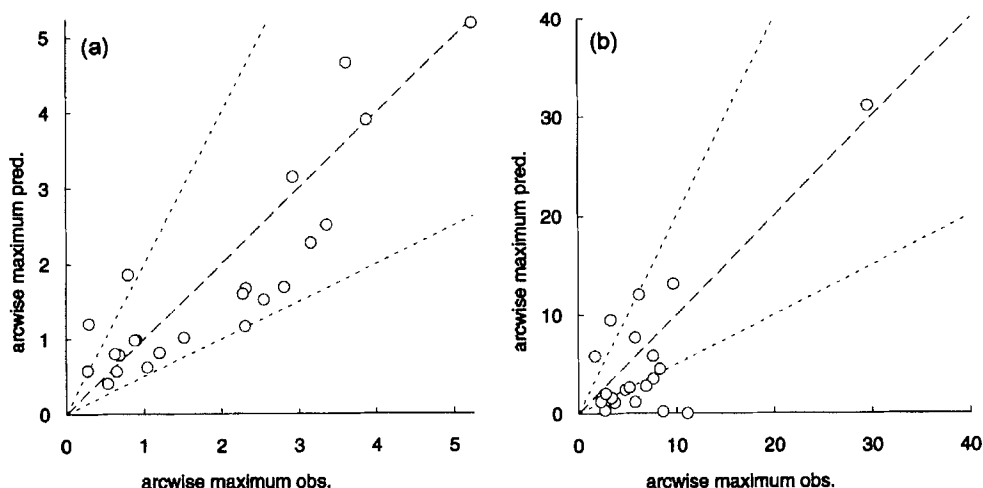 (a)
arcwise maximum pred.
5
4
3
2
1
0
0 1 2 3 4 5
arcwise maximum obs.
(b)
arcwise maximum pred.
40
30
20
10
0
0 10 20 30 40
arcwise maximum obs.